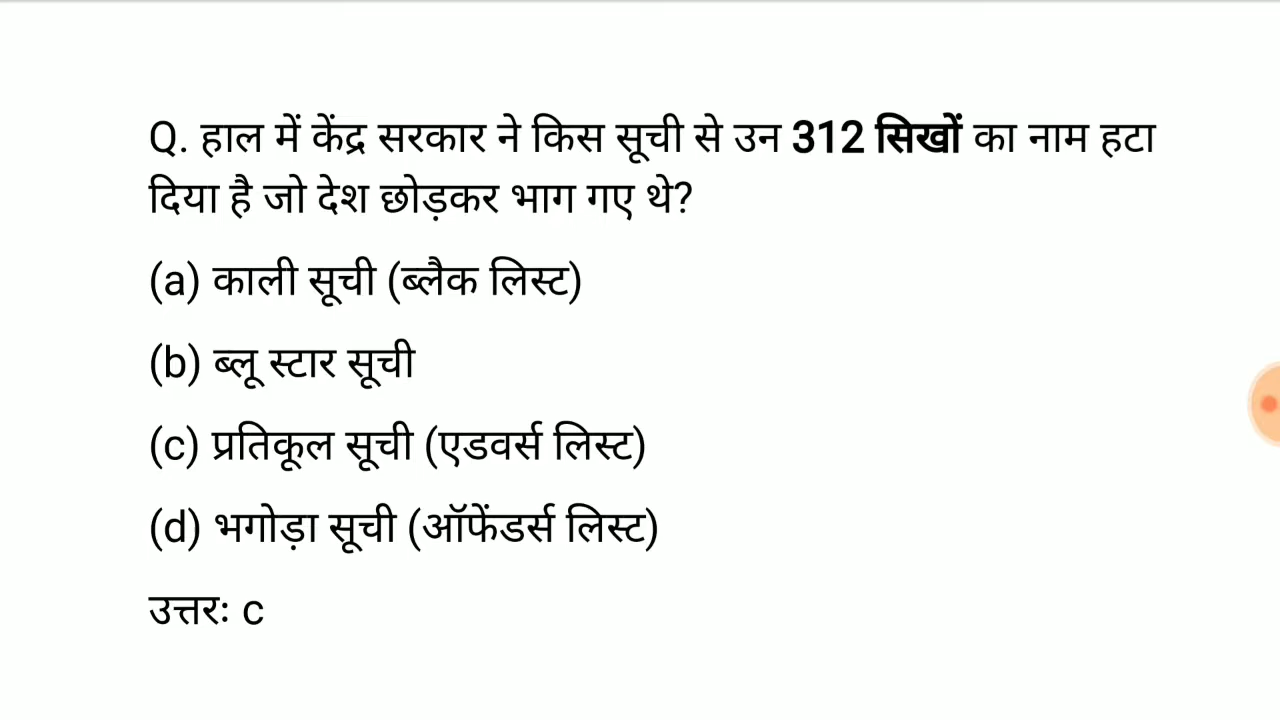 Q. हाल में केंद्र सरकार ने किस सूची से उन 312 सिखों का नाम हटा
दिया है जो देश छोड़कर भाग गए थे?
(a) काली सूची (ब्लैक लिस्ट)
(b) ब्लू स्टार सूची
(c) प्रतिकूल सूची (एडवर्स लिस्ट)
(d) भगोड़ा सूची (ऑफेंडर्स लिस्ट)
उत्तरः c